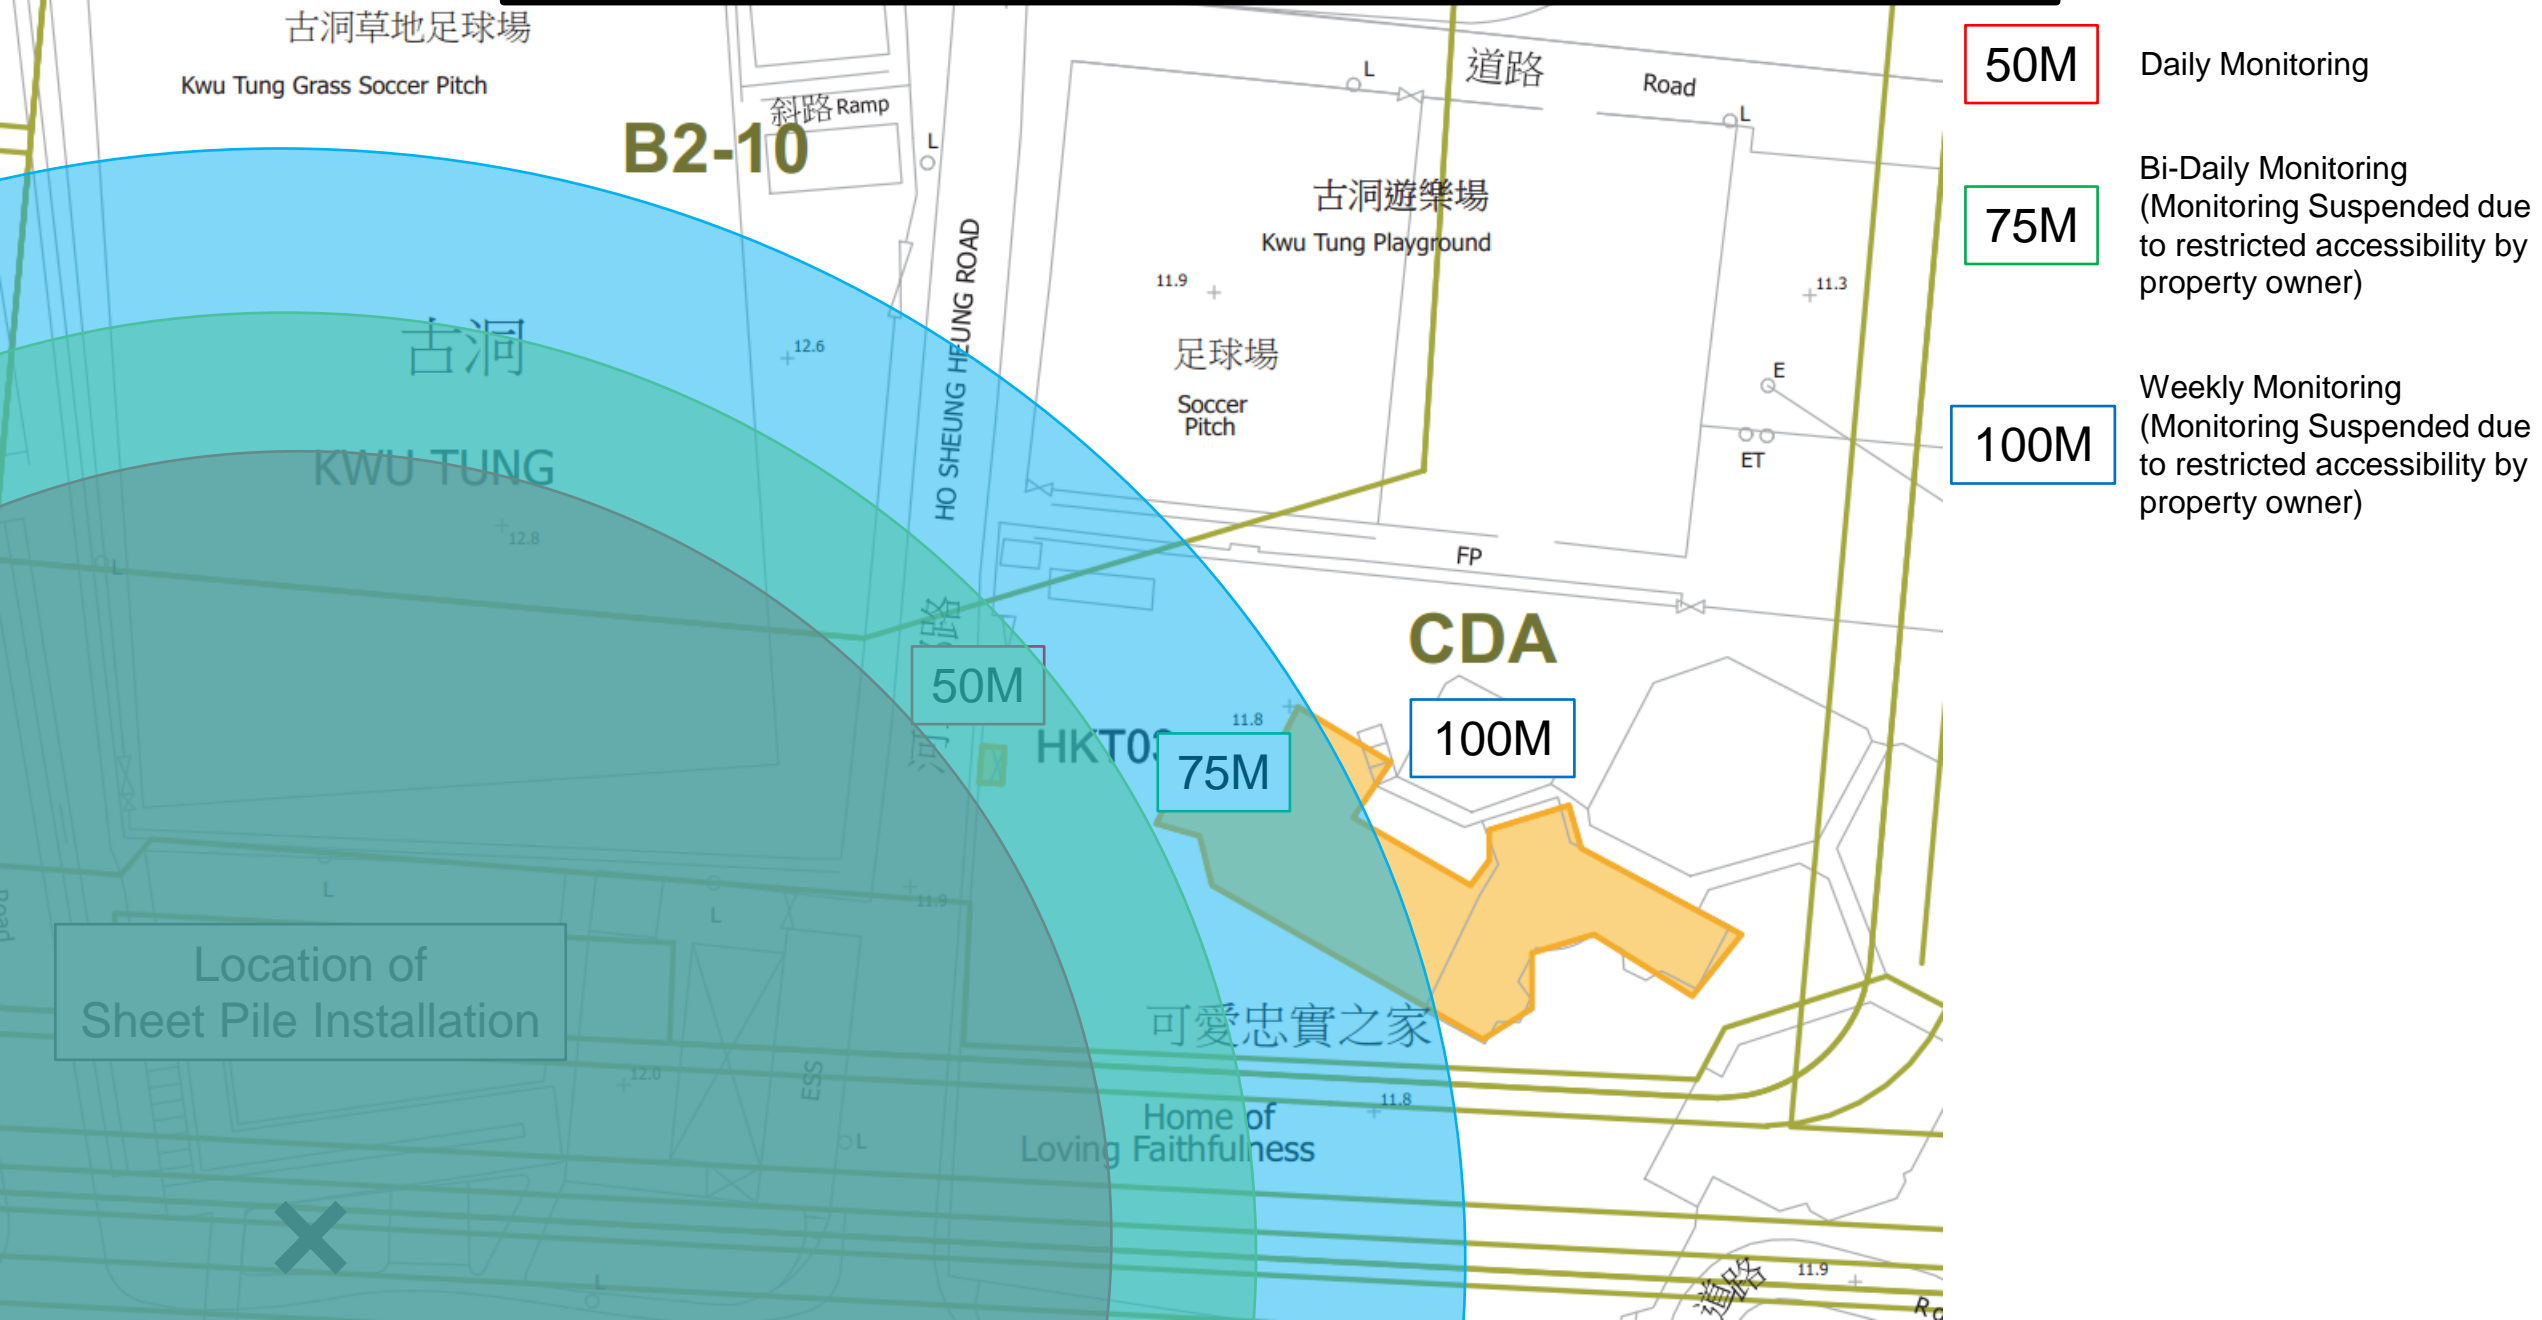 古洞草地足球場
Kwu Tung Grass Soccer Pitch
斜路 Ramp
B2-10
L
L
道路
Road
L
古洞遊樂場
Kwu Tung Playground
11.9
11.3
足球場
Soccer
Pitch
E
ET
FP
HO SHEUNG HEUNG ROAD
12.6
古洞
KWU TUNG
12.8
L
50M
CDA
HKT03
11.8
75M
100M
L
L
11.9
Road
Location of
Sheet Pile Installation
可愛忠實之家
12.0
ESS
11.8
Home of
Loving Faithfulness
L
L
道路
11.9
50M
Daily Monitoring
75M
Bi-Daily Monitoring
(Monitoring Suspended due
to restricted accessibility by
property owner)
100M
Weekly Monitoring
(Monitoring Suspended due
to restricted accessibility by
property owner)